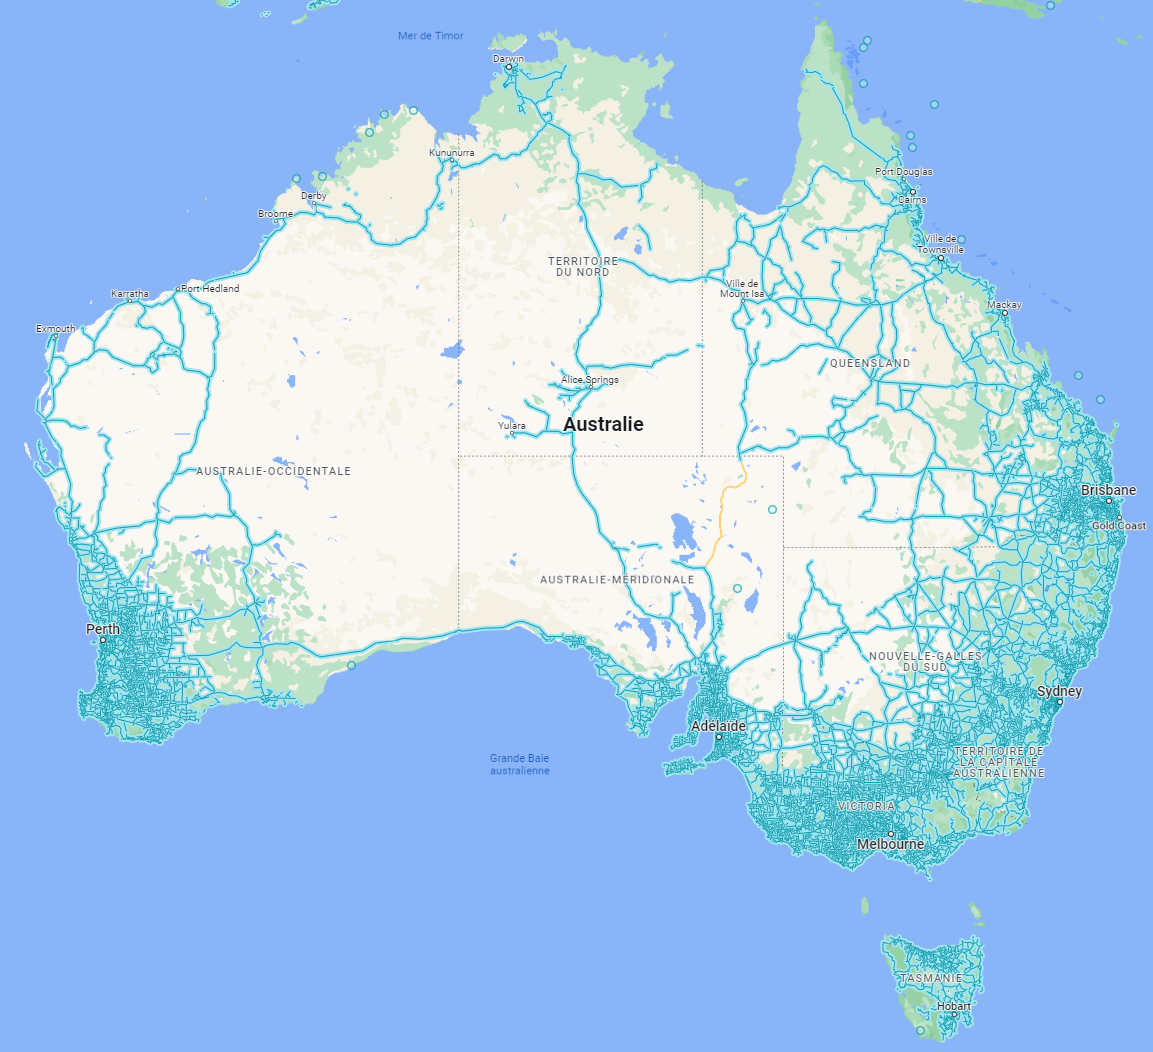 Mer de Timor
Darwin
Kununurra
Port Douglas
Cairns
Derby
Broome
Ville de
Townsville
TERRITOIRE
DU NORD
Port Hedland
Karratha
Ville de
Mount Isa
Mackay
Exmouth
QUEENSLAND
Alice Springs
Yulara
Australie
AUSTRALIE-OCCIDENTALE
Brisbane
Gold Coast
AUSTRALIE-MÉRIDIONALE
Perth
NOUVELLE-GALLES
DU SUD
Sydney
Adélaïde
Grande Baie
australienne
TERRITOIRE DE
LA CAPITALE
AUSTRALIENNE
VICTORIA
Melbourne
TASMANIE
Hobart